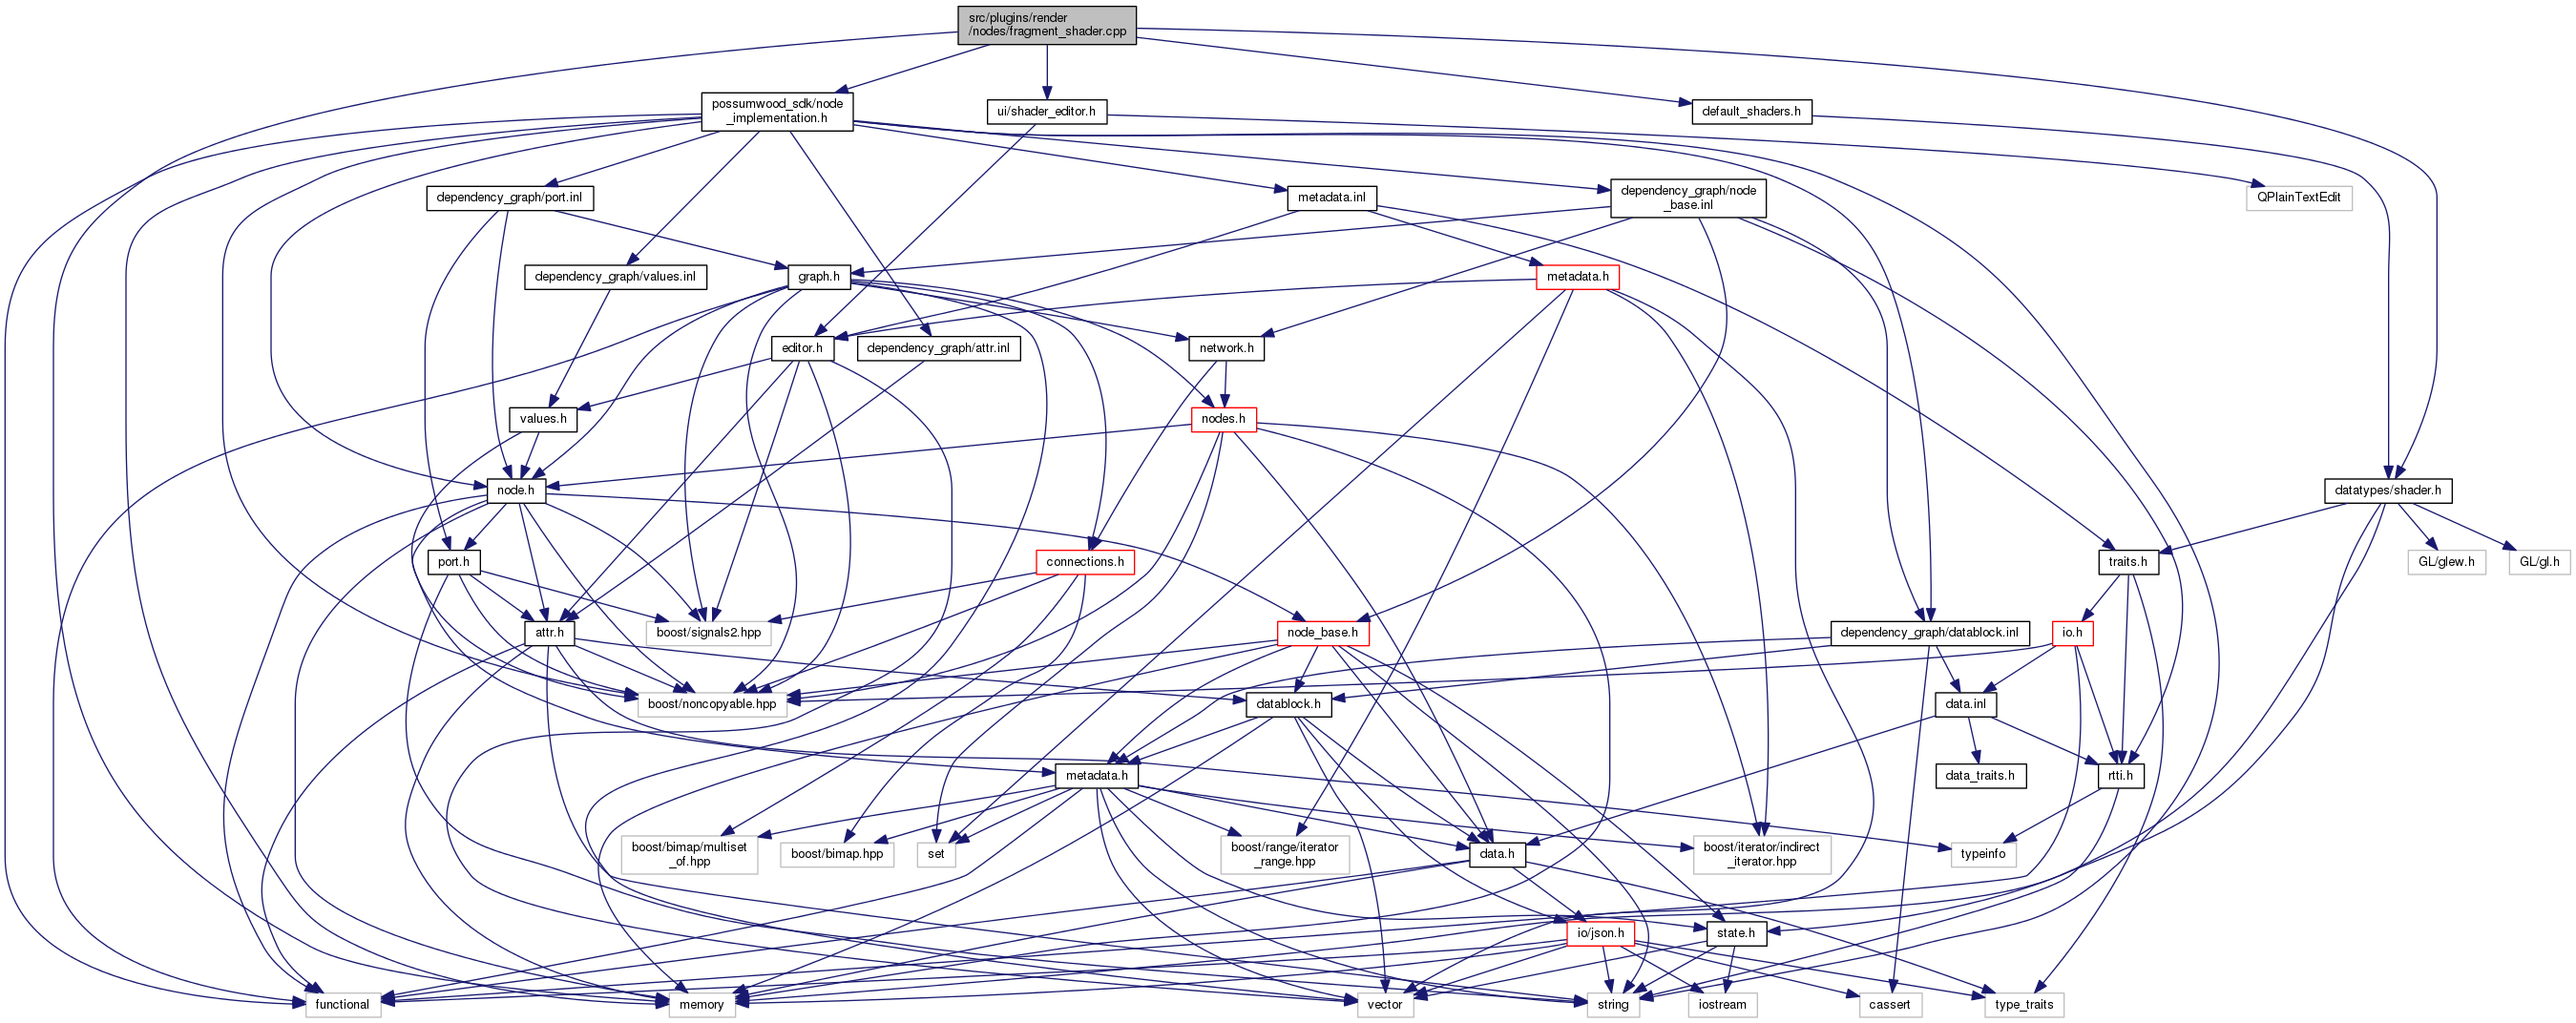 src/plugins/render
/nodes/fragment_shader.cpp
possumwood_sdk/node
_implementation.h
ui/shader_editor.h
default_shaders.h
dependency_graph/port.inl
metadata.inl
dependency_graph/node
_base.inl
QPlainTextEdit
dependency_graph/values.inl
graph.h
metadata.h
editor.h
dependency_graph/attr.inl
network.h
values.h
nodes.h
node.h
datatypes/shader.h
port.h
connections.h
traits.h
GL/glew.h
GL/gl.h
attr.h
boost/signals2.hpp
node_base.h
dependency_graph/datablock.inl
io.h
boost/noncopyable.hpp
datablock.h
data.inl
metadata.h
data_traits.h
rtti.h
boost/bimap/multiset
_of.hpp
boost/bimap.hpp
set
boost/range/iterator
_range.hpp
data.h
boost/iterator/indirect
_iterator.hpp
typeinfo
io/json.h
state.h
functional
memory
vector
string
iostream
cassert
type_traits